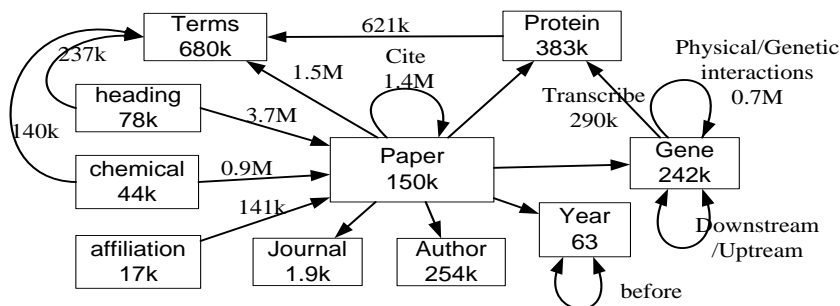 Terms
680k
621k
Protein
383k
237k
1.5M
Cite
1.4M
Physical/Genetic
interactions
0.7M
heading
78k
3.7M
Transcribe
290k
140k
chemical
44k
0.9M
Paper
150k
Gene
242k
141k
affiliation
17k
Journal
1.9k
Author
254k
Year
63
Downstream
/Uptream
before